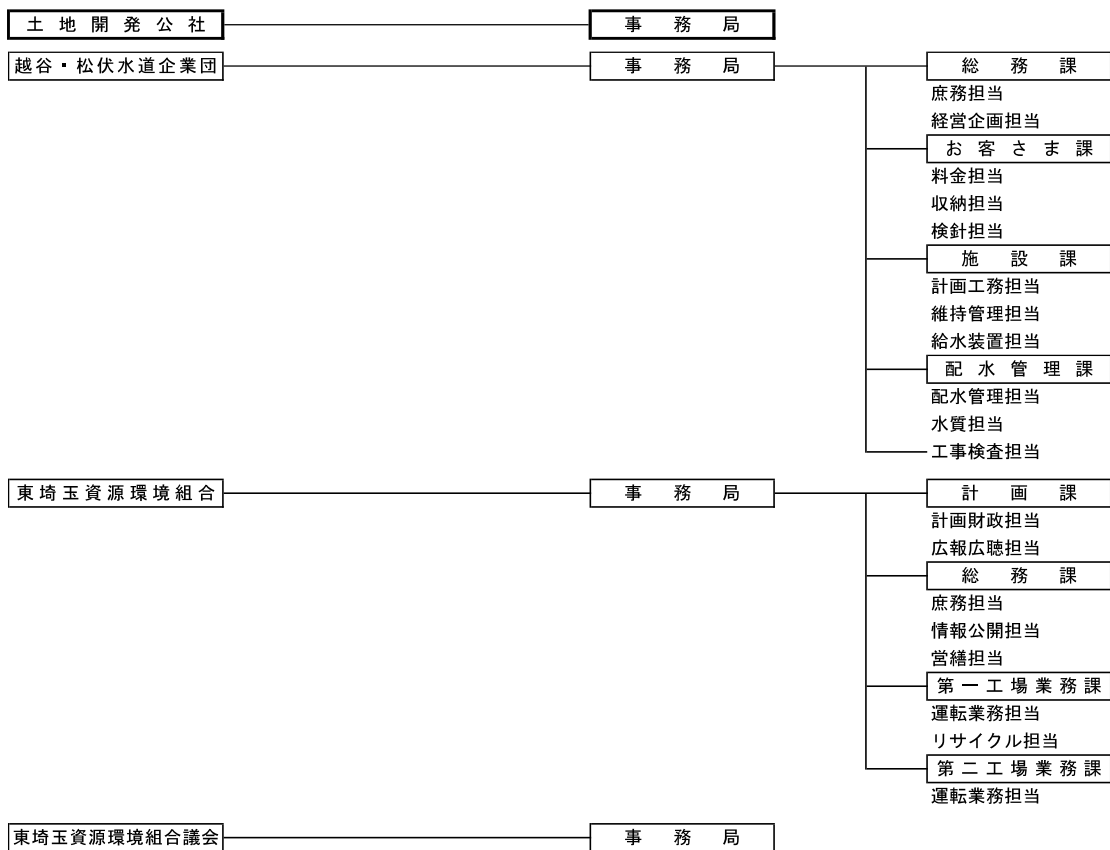 土地開発公社 事務局
越谷・松伏水道企業団 事務局 総務課
庶務担当
経営企画担当
お客さま課
料金担当
収納担当
検針担当
施設課
計画工務担当
維持管理担当
給水装置担当
配水管理課
配水管理担当
水質担当
工事検査担当
東埼玉資源環境組合 事務局 計画課
計画財政担当
広報広聴担当
総務課
庶務担当
情報公開担当
営繕担当
第一工場業務課
運転業務担当
リサイクル担当
第二工場業務課
運転業務担当
東埼玉資源環境組合議会 事務局